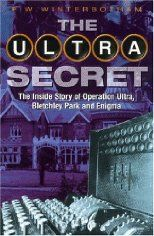 F W WINTERBOTHAM
THE
ULTRA
SECRET
The Inside Story of Operation Ultra,
Bletchley Park and Enigma